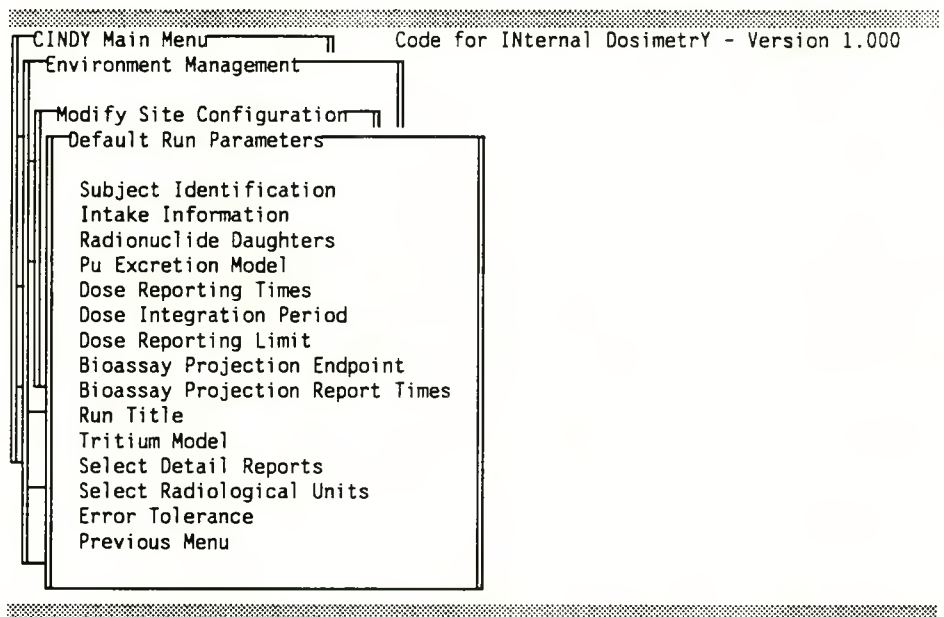 CINDY Main Menu Code for INternal DosimetrY - Version 1.000
Environment Management
Modify Site Configuration
Default Run Parameters
Subject Identification
Intake Information
Radionuclide Daughters
Pu Excretion Model
Dose Reporting Times
Dose Integration Period
Dose Reporting Limit
Bioassay Projection Endpoint
Bioassay Projection Report Times
Run Title
Tritium Model
Select Detail Reports
Select Radiological Units
Error Tolerance
Previous Menu